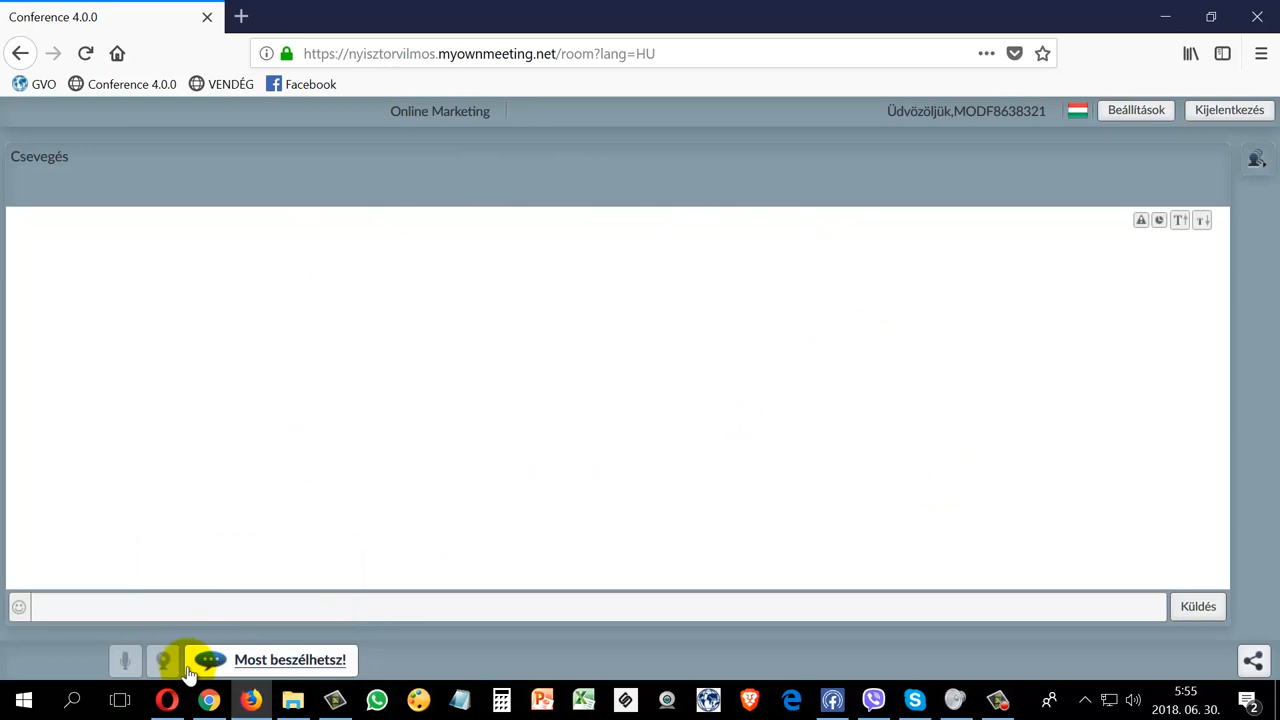 Conference 4.0.0
https://nyisztorvilmos.myownmeeting.net/room?lang=HU
GVO
Conference 4.0.0
VENDÉG
Facebook
Online Marketing
Üdvözöljük,MODF8638321
Beállítások
Kijelentkezés
Csevegés
T
T
Küldés
Most beszélhetsz!
5:55
2018. 06. 30.
2